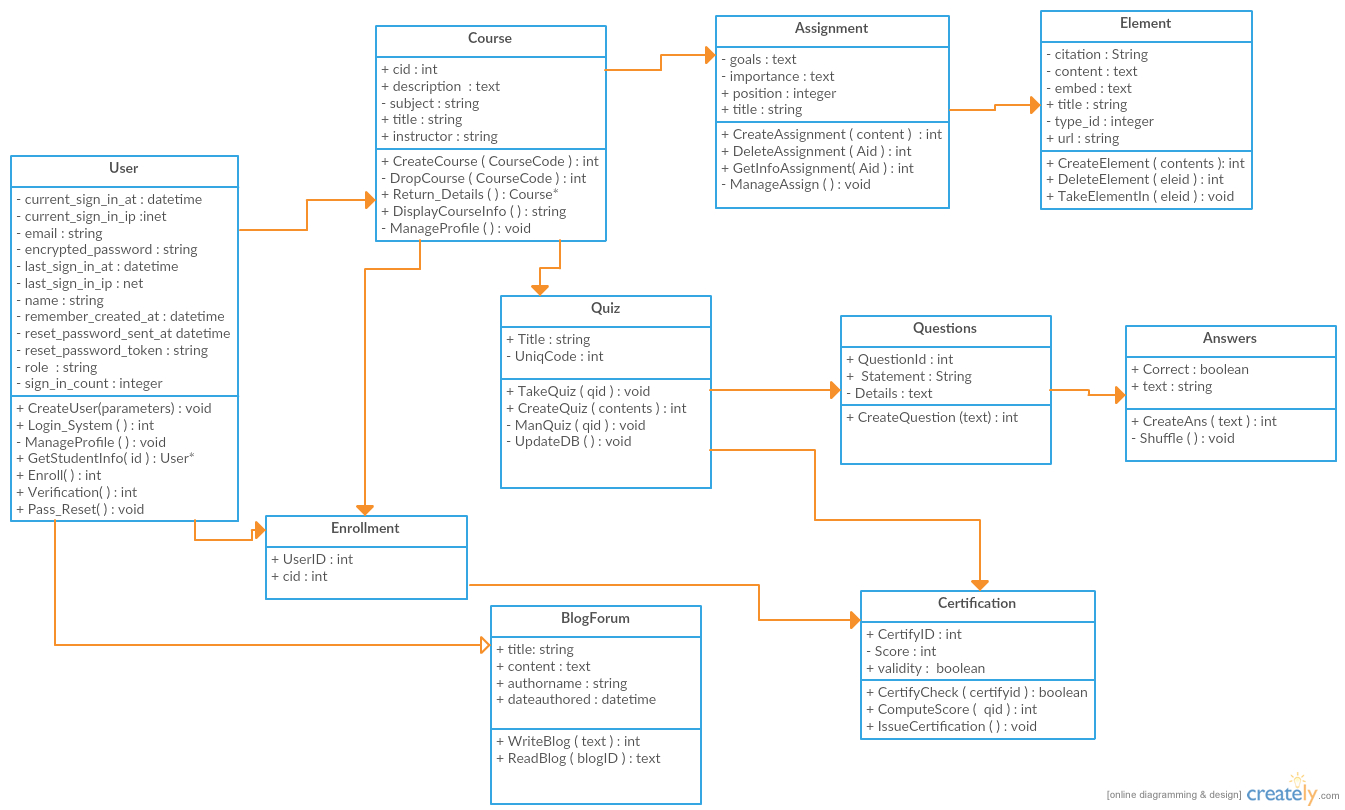 Course
+ cid : int
+ description : text
- subject : string
+ title : string
+ instructor : string
+ CreateCourse ( CourseCode ) : int
- DropCourse ( CourseCode ) : int
+ Return_Details ( ) : Course*
+ DisplayCourseInfo ( ) : string
- ManageProfile ( ) : void
Assignment
- goals : text
- importance : text
+ position : integer
+ title : string
+ CreateAssignment ( content ) : int
+ DeleteAssignment ( Aid ) : int
+ GetInfoAssignment( Aid ) : int
- ManageAssign ( ) : void
Element
- citation : String
- content : text
- embed : text
+ title : string
- type_id : integer
+ url : string
+ CreateElement ( contents ): int
+ DeleteElement ( eleid ) : int
+ TakeElementIn ( eleid ) : void
User
- current_sign_in_at : datetime
- current_sign_in_ip :inet
- email : string
- encrypted_password : string
- last_sign_in_at : datetime
- last_sign_in_ip : net
- name : string
- remember_created_at : datetime
- reset_password_sent_at datetime
- reset_password_token : string
- role : string
- sign_in_count : integer
+ CreateUser(parameters) : void
+ Login_System ( ) : int
- ManageProfile ( ) : void
+ GetStudentInfo( id ) : User*
+ Enroll( ) : int
+ Verification( ) : int
+ Pass_Reset( ) : void
Quiz
+ Title : string
- UniqCode : int
+ TakeQuiz ( qid ) : void
+ CreateQuiz ( contents ) : int
- ManQuiz ( qid ) : void
- UpdateDB ( ) : void
Questions
+ QuestionId : int
+ Statement : String
- Details : text
+ CreateQuestion (text) : int
Answers
+ Correct : boolean
+ text : string
+ CreateAns ( text ) : int
- Shuffle ( ) : void
Enrollment
+ UserID : int
+ cid : int
BlogForum
+ title: string
+ content : text
+ authorname : string
+ dateauthored : datetime
+ WriteBlog ( text ) : int
+ ReadBlog ( blogID ) : text
Certification
+ CertifyID : int
- Score : int
+ validity : boolean
+ CertifyCheck ( certifyid ) : boolean
+ ComputeScore ( qid ) : int
+ IssueCertification ( ) : void
[online diagramming & design] creately.com